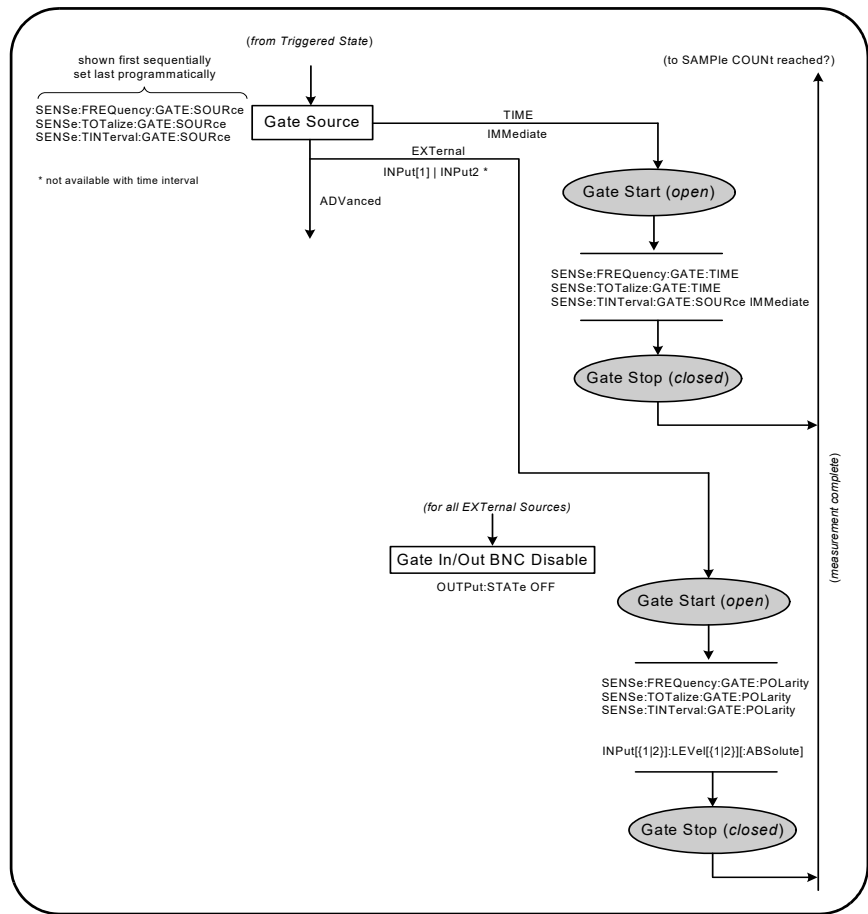 (from Triggered State)
shown first sequentially
set last programmatically
(to SAMPle COUNt reached?)
SENSe:FREQuency:GATE:SOURce
SENSe:TOTalize:GATE:SOURce
SENSe:TINTerval:GATE:SOURce
Gate Source
TIME
IMMediate
EXTernal
INPut[1] | INPut2 *
* not available with time interval
ADVanced
Gate Start (open)
SENSe:FREQuency:GATE:TIME
SENSe:TOTalize:GATE:TIME
SENSe:TINTerval:GATE:SOURce IMMediate
Gate Stop (closed)
(measurement complete)
(for all EXTernal Sources)
Gate In/Out BNC Disable
OUTPut:STATe OFF
Gate Start (open)
SENSe:FREQuency:GATE:POLarity
SENSe:TOTalize:GATE:POLarity
SENSe:TINTerval:GATE:POLarity
INPut[{1|2}]:LEVel[{1|2}][:ABSolute]
Gate Stop (closed)